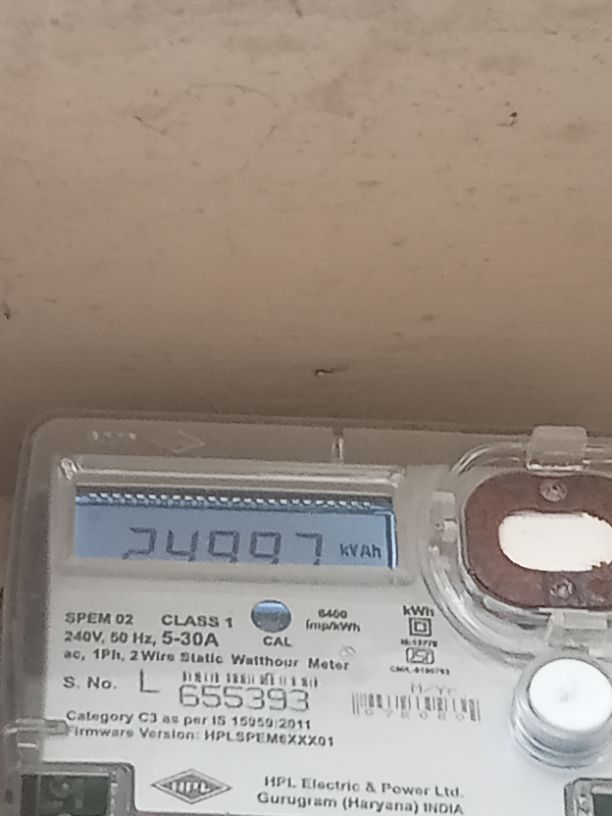 24997 kVAh
SPEM 02 CLASS 1
240V, 50 Hz, 5-30A
ac, 1Ph, 2 Wire Static Watthour Meter
CAL
6400
imp/kWh
kWh
S. No. L 655393
M/Yr
Category C3 as per IS 15959:2011
Firmware Version: HPLSPEM6XXX01
HPL
HPL Electric & Power Ltd.
Gurugram (Haryana) INDIA